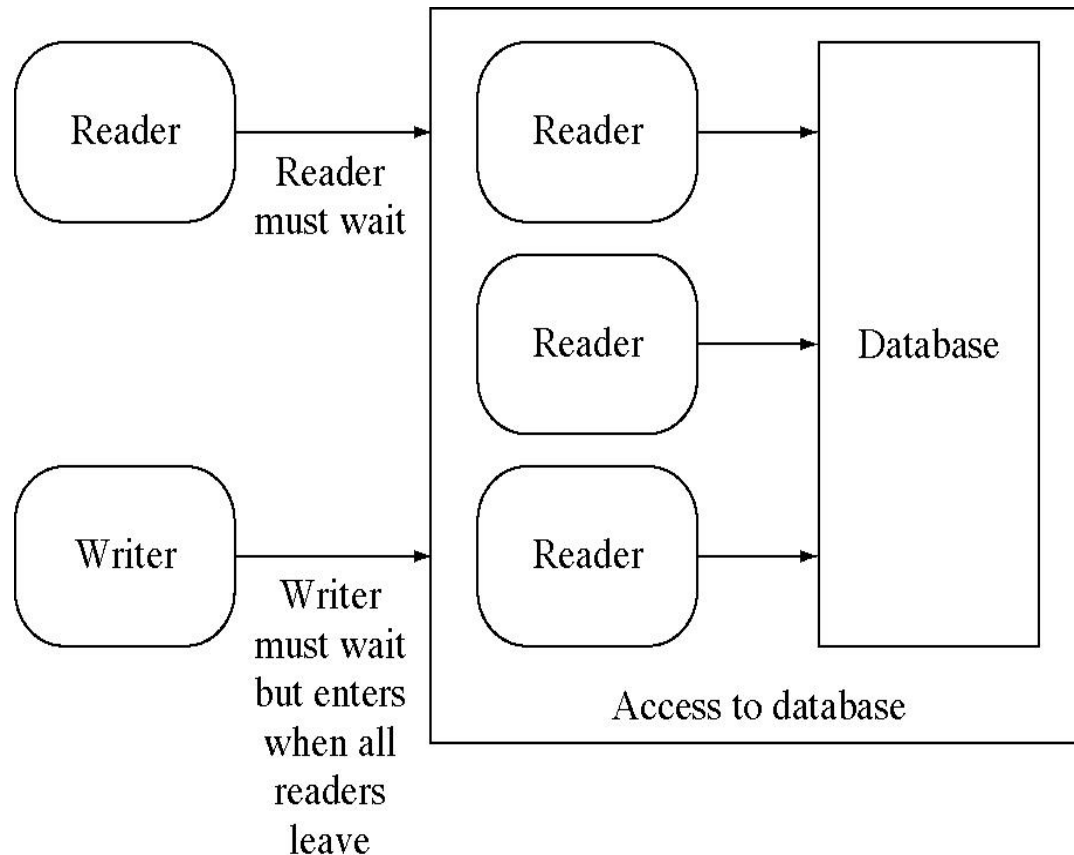 Reader
Reader
must wait
Reader
Reader
Database
Writer
Writer
must wait
but enters
when all
readers
leave
Reader
Access to database